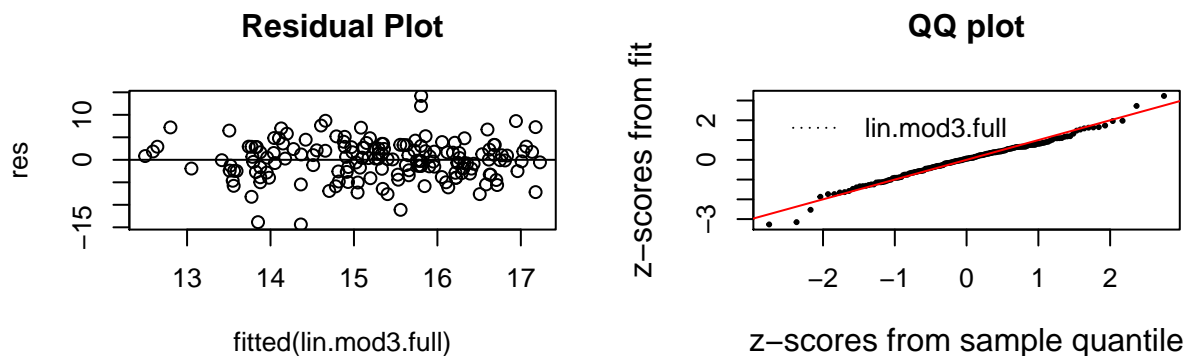 Residual Plot
res
10
0
−15
13
14
15
16
17
fitted(lin.mod3.full)
QQ plot
z−scores from fit
2
0
−3
lin.mod3.full
−2
−1
0
1
2
z−scores from sample quantile